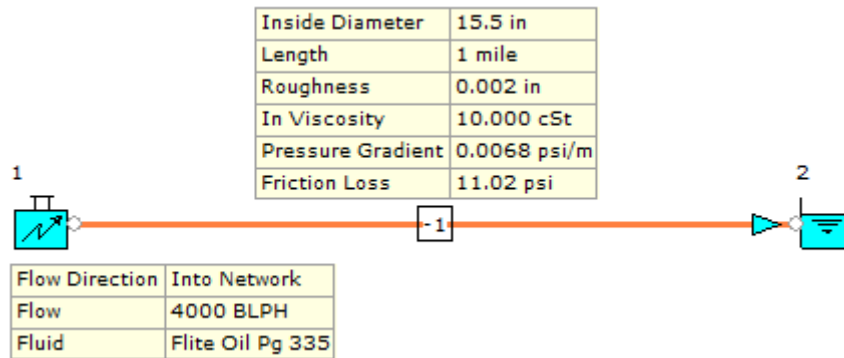 Inside Diameter 15.5 in
Length 1 mile
Roughness 0.002 in
In Viscosity 10.000 cSt
Pressure Gradient 0.0068 psi/m
Friction Loss 11.02 psi
1
2
-1
Flow Direction Into Network
Flow 4000 BLPH
Fluid Flite Oil Pg 335